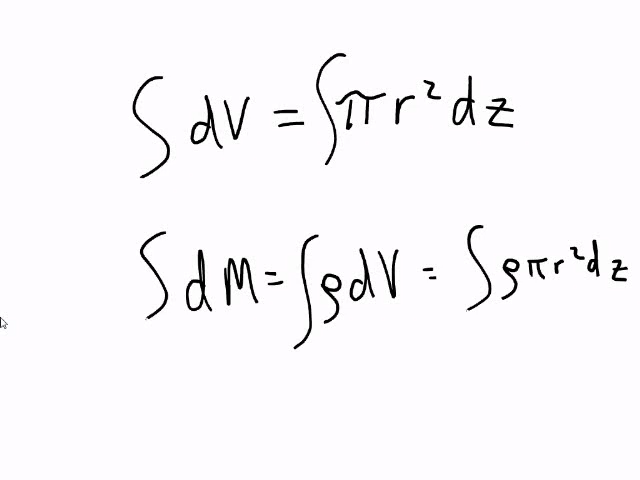 ∫ dV = ∫ πr²dz
∫ dM = ∫ ρdV = ∫ ρπr²dz